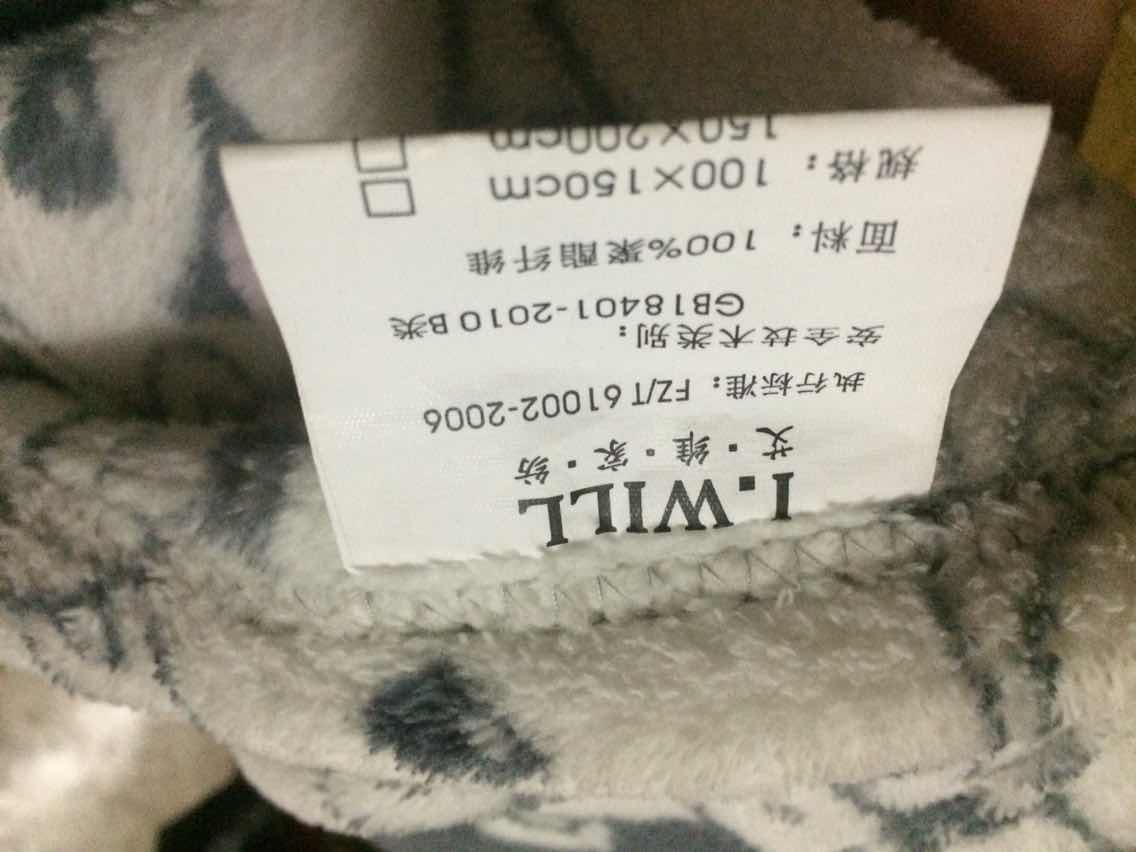 I.WILL
艾·维·家·纺
执行标准：FZ/T 61002-2006
安全技术类别：
GB18401-2010 B类
面料：100%聚酯纤维
规格：100×150cm □
150×200cm □